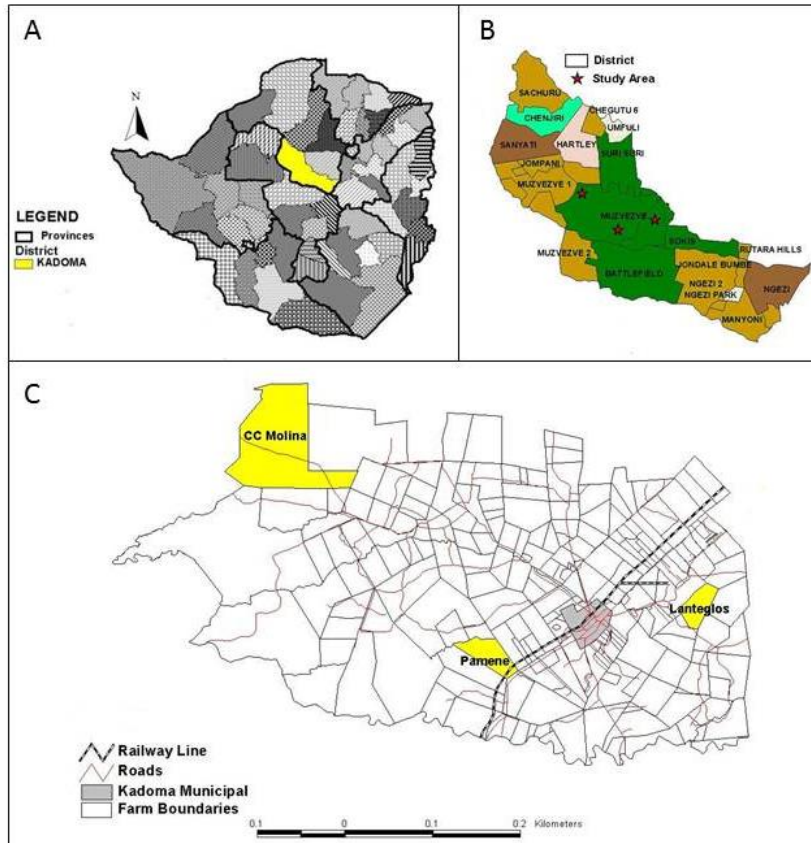 A
N
LEGEND
Provinces
District
KADOMA
B
District
Study Area
SACHURU
CHENJIRI
CHEGUTU 6
UMFULI
SANYATI
HARTLEY
SURI SURI
JOMPANI
MUZVEZVE 1
MUZVEZVE
MUZVEZVE 2
RUTARA HILLS
BATTLEFIELD
JONDALE BUMBE
NGEZI 2
NGEZI
NGEZI PARK
MANYONI
C
CC Molina
Lanteglos
Pamene
Railway Line
Roads
Kadoma Municipal
Farm Boundaries
0.1 0 0.1 0.2 Kilometers